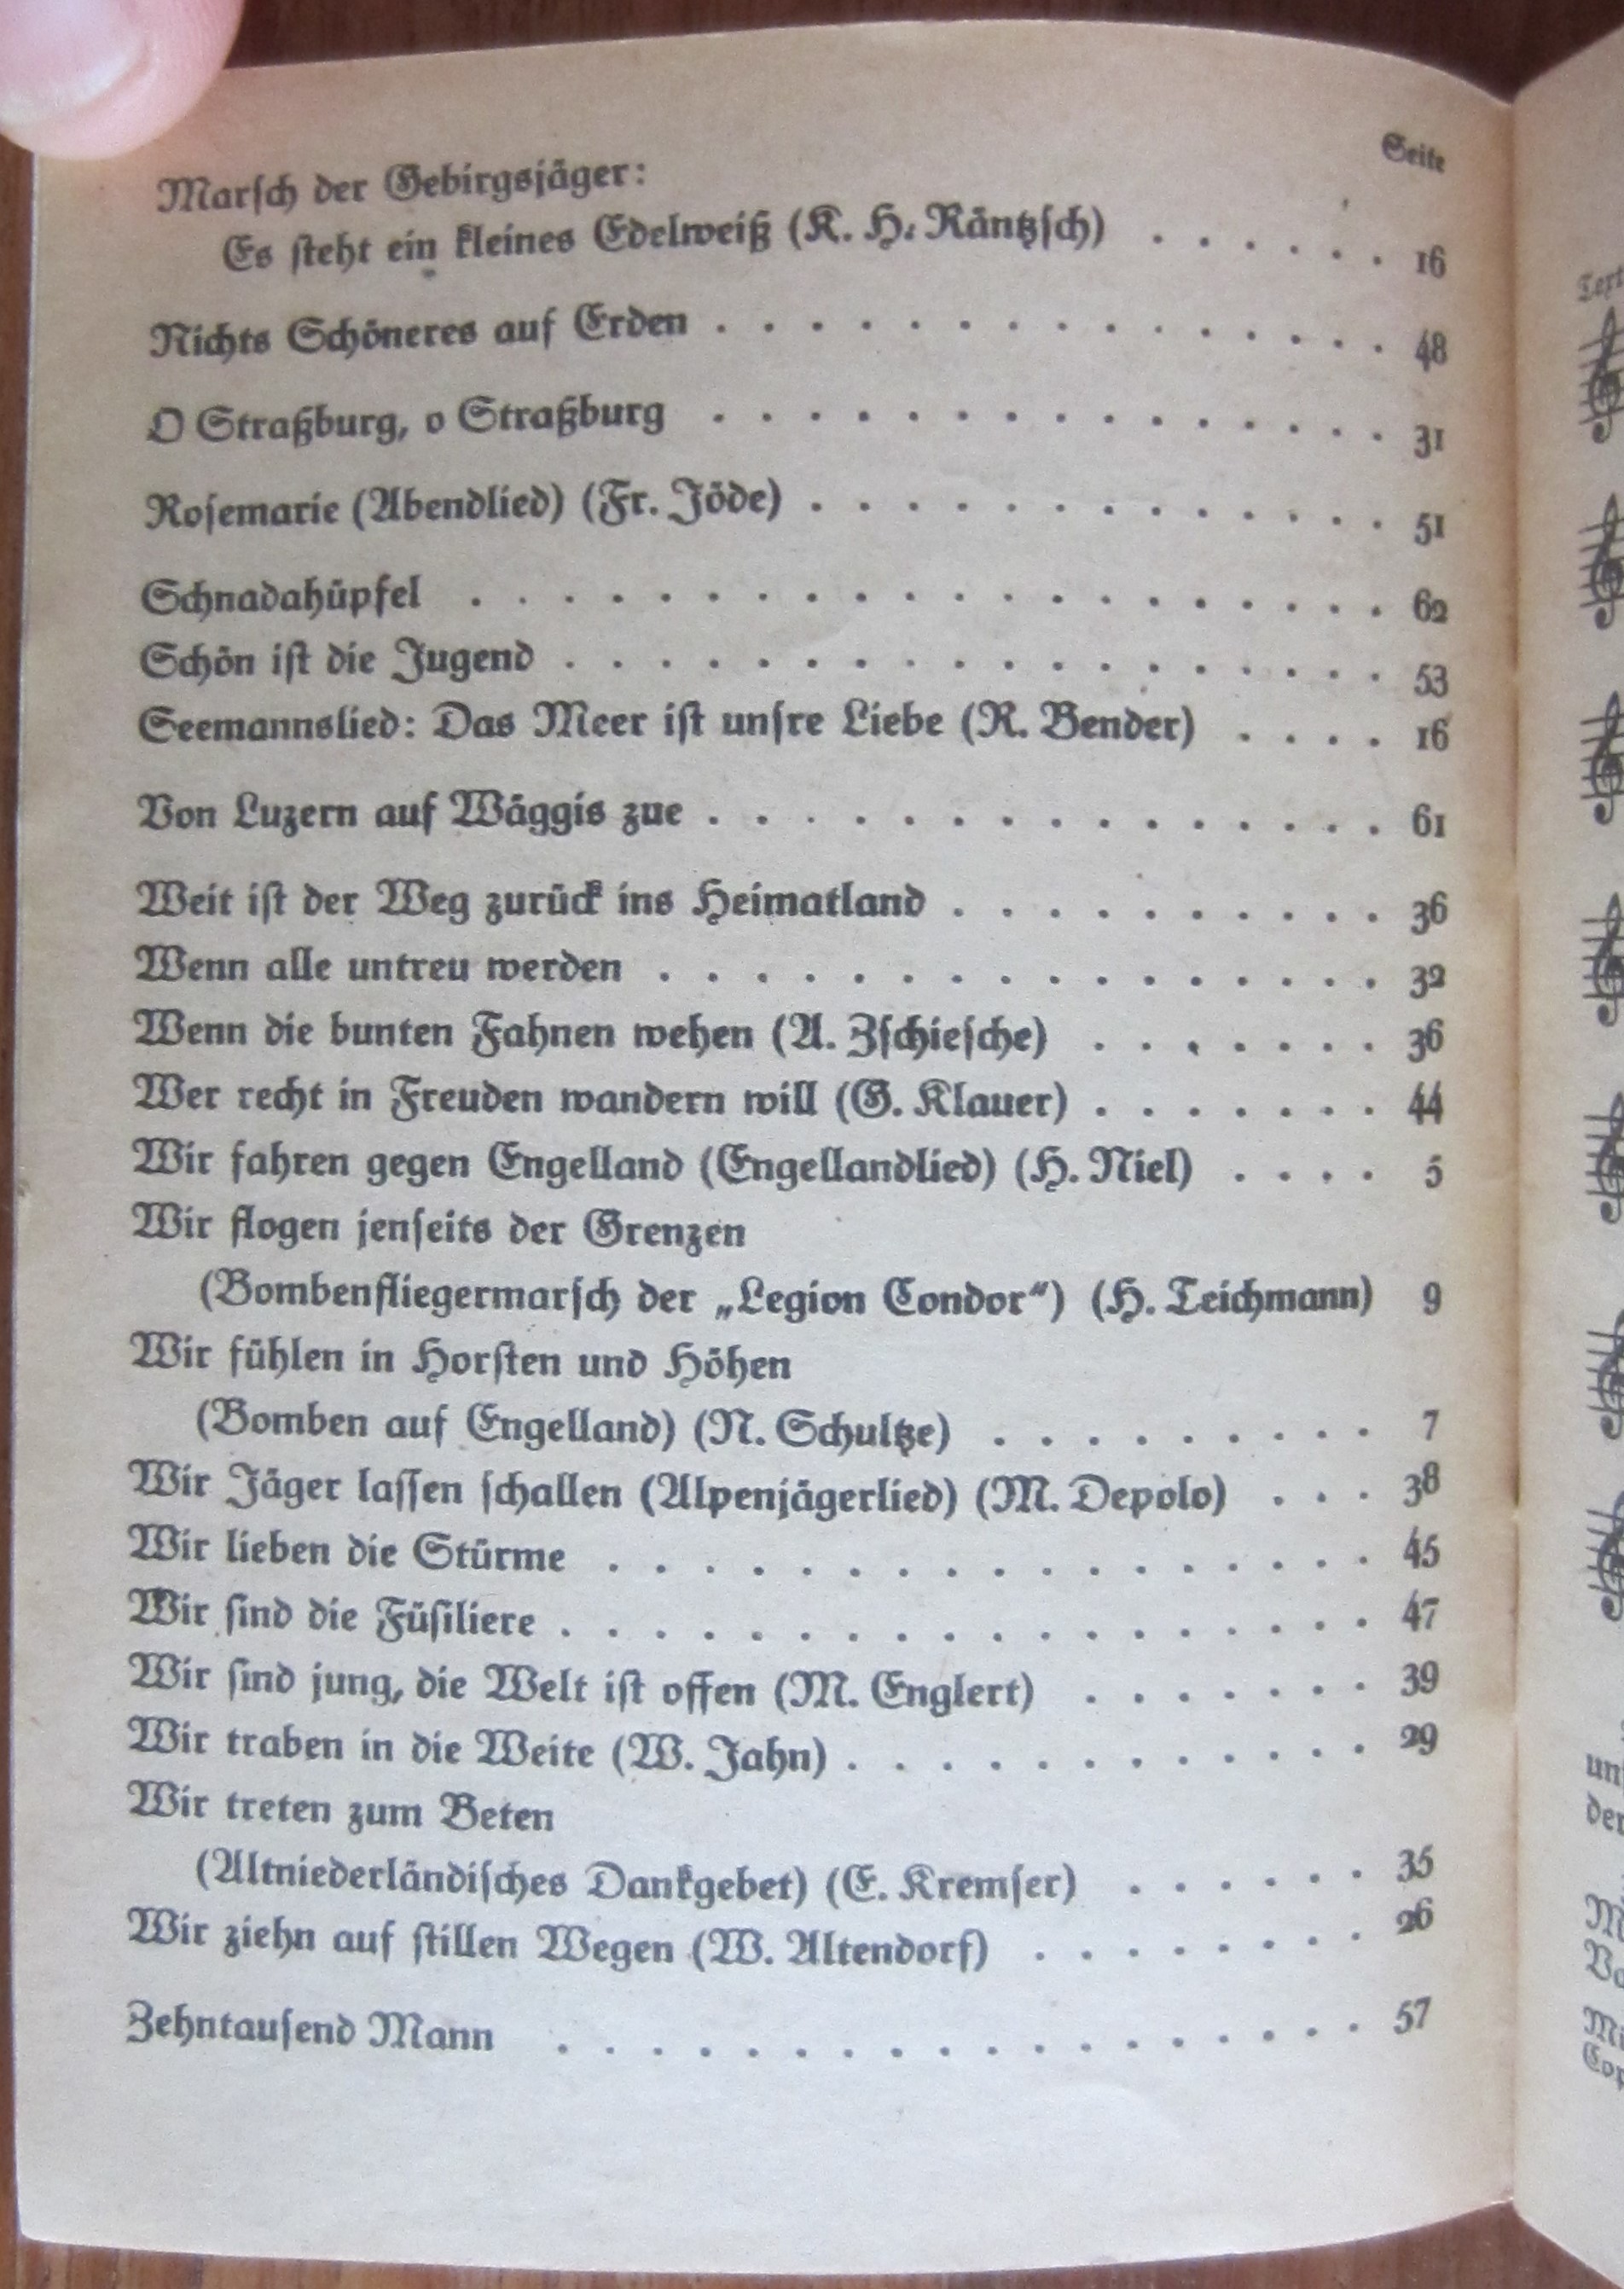 Seite
Marſch der Gebirgsjäger:
Es ſteht ein kleines Edelweiß (K. H. Räntzſch) . . . . . . 16
Nichts Schöneres auf Erden . . . . . . . . . . . . . . . 48
O Straßburg, o Straßburg . . . . . . . . . . . . . . . 31
Roſemarie (Abendlied) (Fr. Jöde) . . . . . . . . . . . . . 51
Schnadahüpfel . . . . . . . . . . . . . . . . . . . . 62
Schön iſt die Jugend . . . . . . . . . . . . . . . . . . 53
Seemannslied: Das Meer iſt unſre Liebe (R. Bender) . . . . 16
Von Luzern auf Wäggis zue . . . . . . . . . . . . . . . 61
Weit iſt der Weg zurück ins Heimatland . . . . . . . . . . 36
Wenn alle untreu werden . . . . . . . . . . . . . . . . 32
Wenn die bunten Fahnen wehen (A. Zſchieſche) . . . . . . . 36
Wer recht in Freuden wandern will (G. Klauer) . . . . . . . 44
Wir fahren gegen Engelland (Engellandlied) (H. Niel) . . . . 5
Wir flogen jenſeits der Grenzen
(Bombenfliegermarſch der „Legion Condor“) (H. Teichmann) 9
Wir fühlen in Horſten und Höhen
(Bomben auf Engelland) (N. Schultze) . . . . . . . . . 7
Wir Jäger laſſen ſchallen (Alpenjägerlied) (M. Depolo) . . . 38
Wir lieben die Stürme . . . . . . . . . . . . . . . . . 45
Wir ſind die Füſiliere . . . . . . . . . . . . . . . . . . 47
Wir ſind jung, die Welt iſt offen (M. Englert) . . . . . . . 39
Wir traben in die Weite (W. Jahn) . . . . . . . . . . . . 29
Wir treten zum Beten
(Altniederländiſches Dankgebet) (E. Kremſer) . . . . . . 35
Wir ziehn auf ſtillen Wegen (W. Altendorf) . . . . . . . . 26
Zehntauſend Mann . . . . . . . . . . . . . . . . . . 57